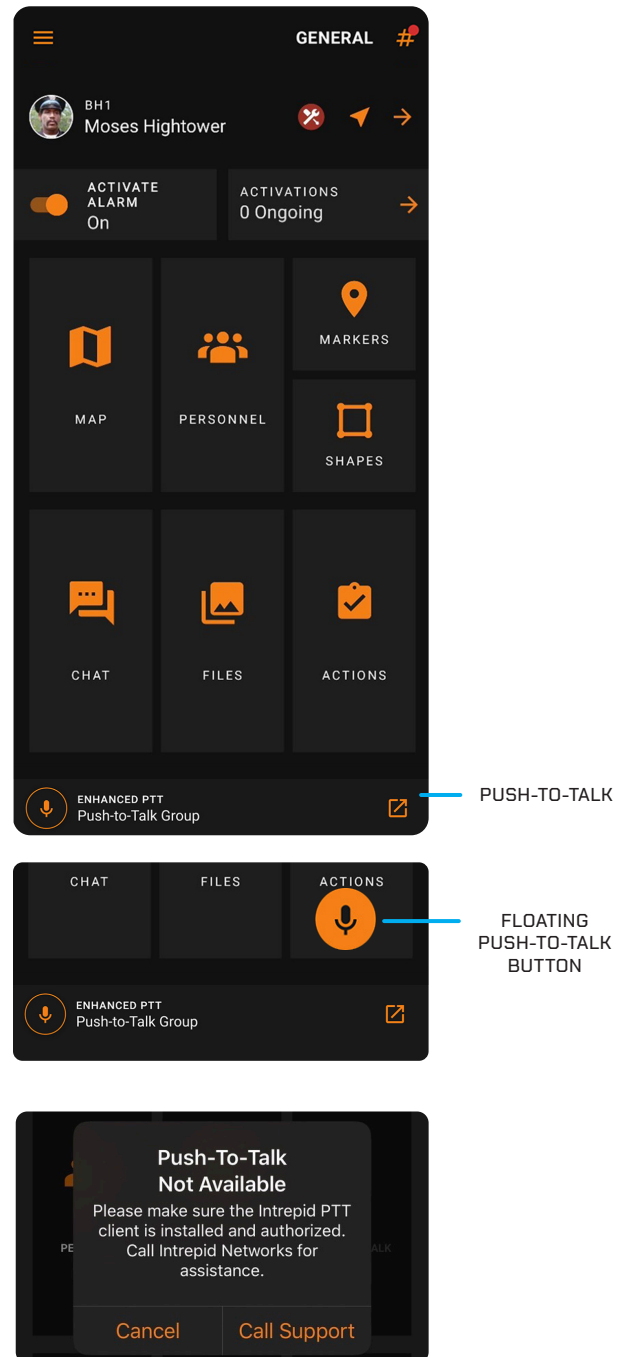 GENERAL
BH1
Moses Hightower
ACTIVATE
ALARM
On
ACTIVATIONS
0 Ongoing
MAP
PERSONNEL
MARKERS
SHAPES
CHAT
FILES
ACTIONS
ENHANCED PTT
Push-to-Talk Group
PUSH-TO-TALK
CHAT
FILES
ACTIONS
FLOATING
PUSH-TO-TALK
BUTTON
ENHANCED PTT
Push-to-Talk Group
Push-To-Talk
Not Available
Please make sure the Intrepid PTT
client is installed and authorized.
Call Intrepid Networks for
assistance.
PE
ALK
Cancel
Call Support